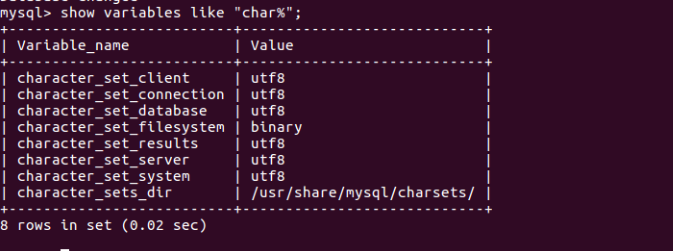 mysql> show variables like "char%";
+--------------------------+----------------------------+
| Variable_name            | Value                      |
+--------------------------+----------------------------+
| character_set_client     | utf8                       |
| character_set_connection | utf8                       |
| character_set_database   | utf8                       |
| character_set_filesystem | binary                     |
| character_set_results    | utf8                       |
| character_set_server     | utf8                       |
| character_set_system     | utf8                       |
| character_sets_dir       | /usr/share/mysql/charsets/ |
+--------------------------+----------------------------+
8 rows in set (0.02 sec)